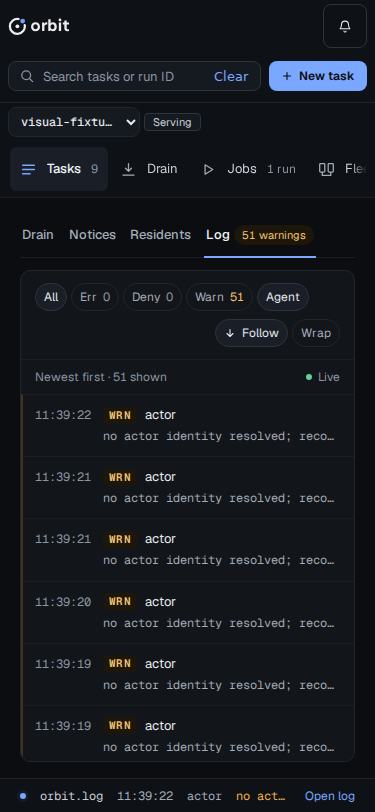 orbit
Search tasks or run ID Clear
+ New task
visual-fixtu… Serving
Tasks 9 Drain Jobs 1 run Fle
Drain Notices Residents Log 51 warnings
All Err 0 Deny 0 Warn 51 Agent
↓ Follow Wrap
Newest first · 51 shown Live
11:39:22 WRN actor
no actor identity resolved; reco…
11:39:21 WRN actor
no actor identity resolved; reco…
11:39:21 WRN actor
no actor identity resolved; reco…
11:39:20 WRN actor
no actor identity resolved; reco…
11:39:19 WRN actor
no actor identity resolved; reco…
11:39:19 WRN actor
no actor identity resolved; reco…
orbit.log 11:39:22 actor no act… Open log